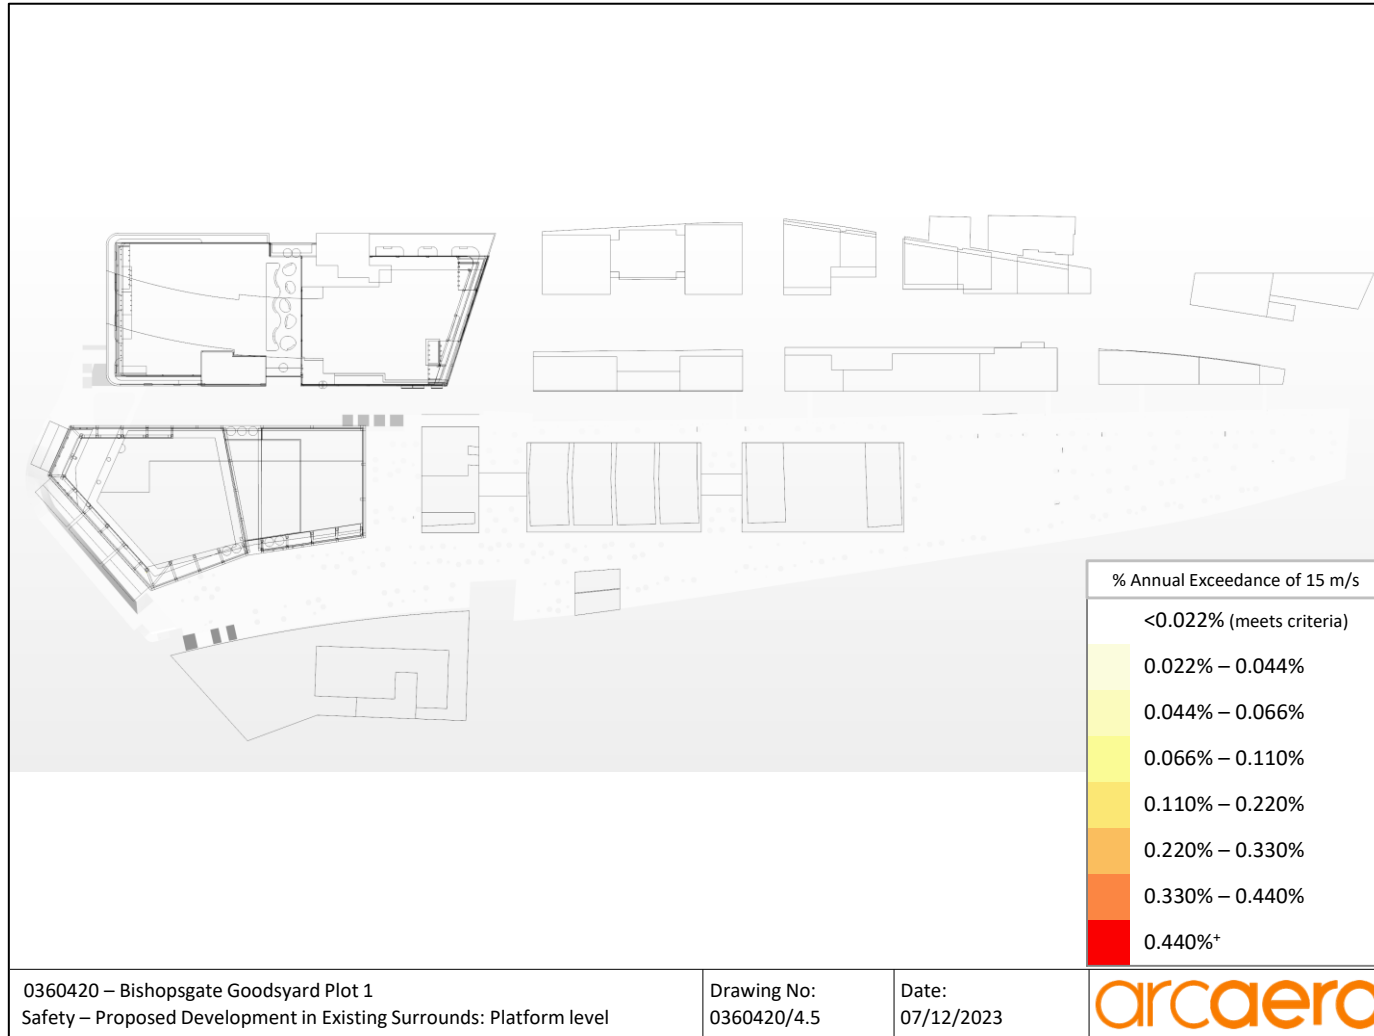 % Annual Exceedance of 15 m/s
<0.022% (meets criteria)
0.022% – 0.044%
0.044% – 0.066%
0.066% – 0.110%
0.110% – 0.220%
0.220% – 0.330%
0.330% – 0.440%
0.440%⁺
0360420 – Bishopsgate Goodsyard Plot 1
Safety – Proposed Development in Existing Surrounds: Platform level
Drawing No:
0360420/4.5
Date:
07/12/2023
arcaero